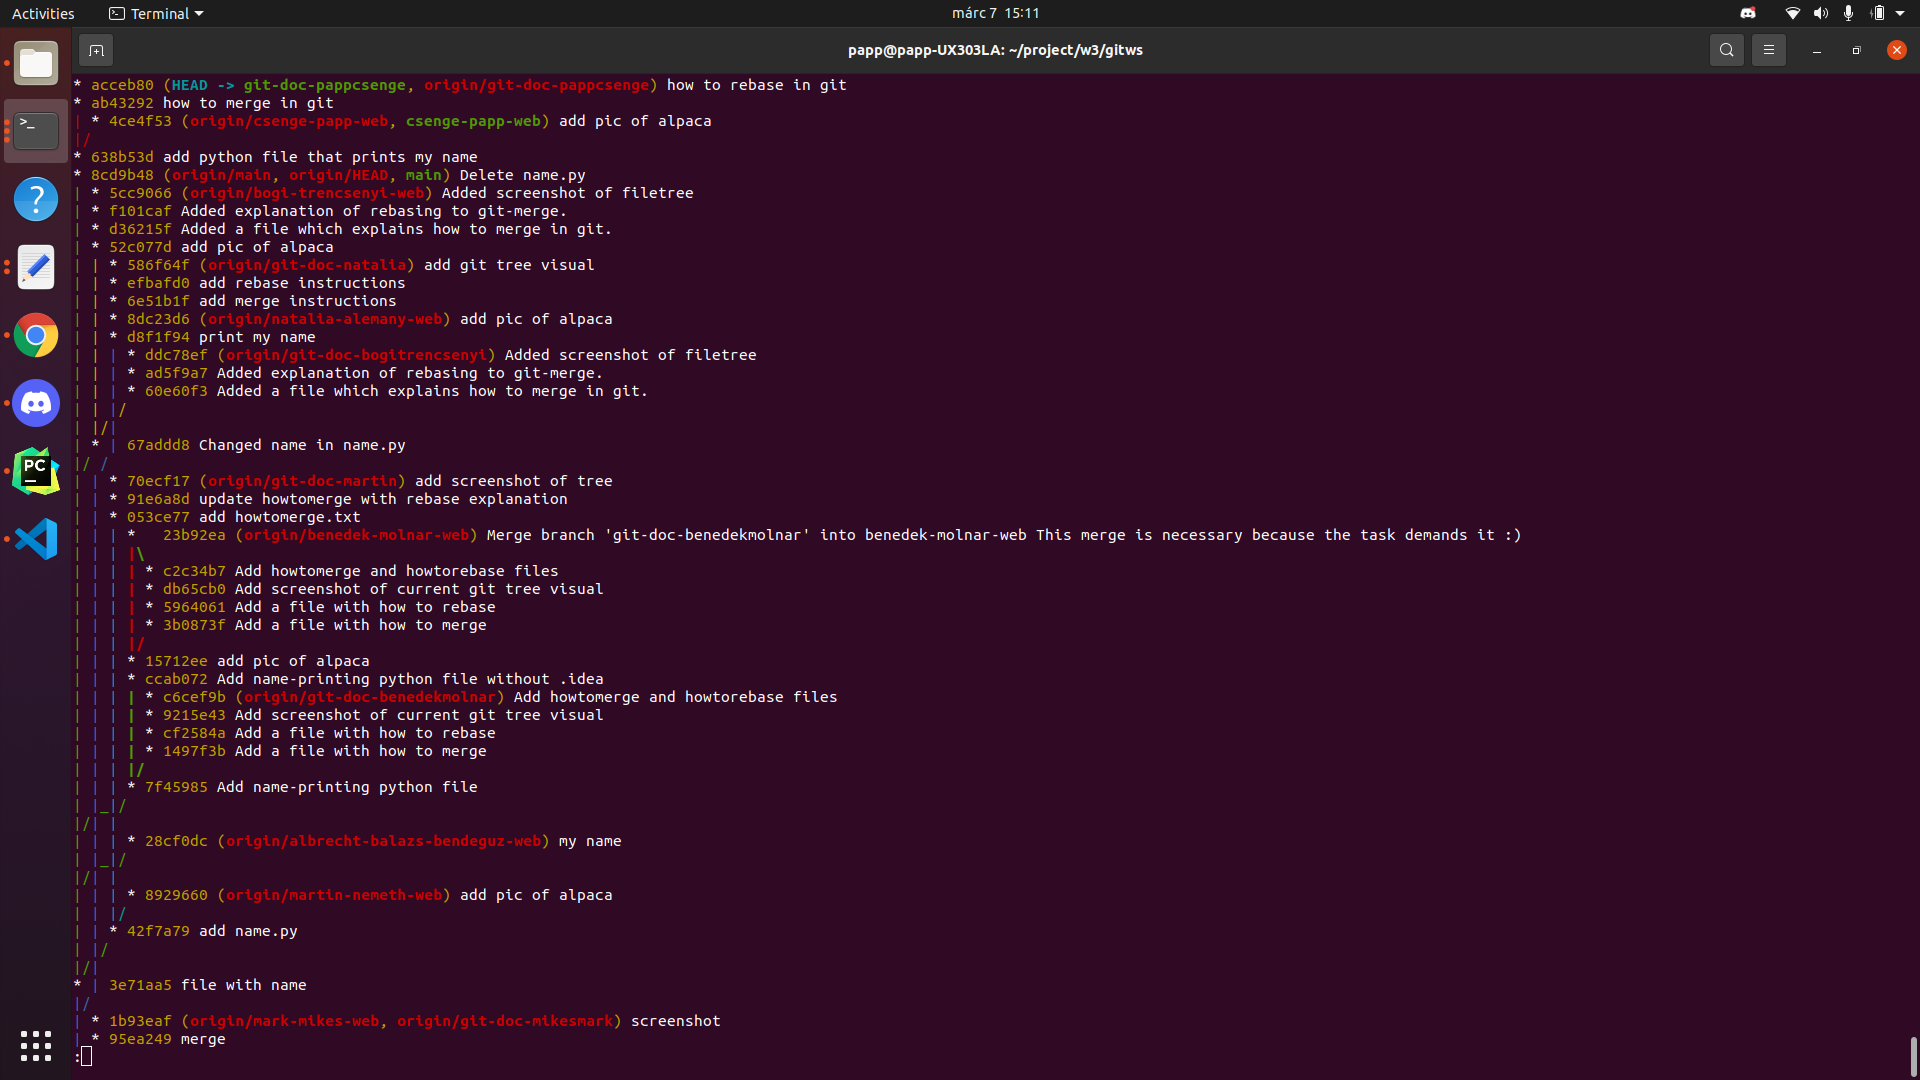 Activities Terminal márc 7 15:11
papp@papp-UX303LA: ~/project/w3/gitws
* acceb80 (HEAD -> git-doc-pappcsenge, origin/git-doc-pappcsenge) how to rebase in git
* ab43292 how to merge in git
| * 4ce4f53 (origin/csenge-papp-web, csenge-papp-web) add pic of alpaca
|/
* 638b53d add python file that prints my name
* 8cd9b48 (origin/main, origin/HEAD, main) Delete name.py
| * 5cc9066 (origin/bogi-trencsenyi-web) Added screenshot of filetree
| * f101caf Added explanation of rebasing to git-merge.
| * d36215f Added a file which explains how to merge in git.
| * 52c077d add pic of alpaca
| | * 586f64f (origin/git-doc-natalia) add git tree visual
| | * efbafd0 add rebase instructions
| | * 6e51b1f add merge instructions
| | * 8dc23d6 (origin/natalia-alemany-web) add pic of alpaca
| | * d8f1f94 print my name
| | | * ddc78ef (origin/git-doc-bogitrencsenyi) Added screenshot of filetree
| | | * ad5f9a7 Added explanation of rebasing to git-merge.
| | | * 60e60f3 Added a file which explains how to merge in git.
| | |/
| |/|
| * | 67addd8 Changed name in name.py
|/ /
| | * 70ecf17 (origin/git-doc-martin) add screenshot of tree
| | * 91e6a8d update howtomerge with rebase explanation
| | * 053ce77 add howtomerge.txt
| | | *   23b92ea (origin/benedek-molnar-web) Merge branch 'git-doc-benedekmolnar' into benedek-molnar-web This merge is necessary because the task demands it :)
| | | |\
| | | | * c2c34b7 Add howtomerge and howtorebase files
| | | | * db65cb0 Add screenshot of current git tree visual
| | | | * 5964061 Add a file with how to rebase
| | | | * 3b0873f Add a file with how to merge
| | | |/
| | | * 15712ee add pic of alpaca
| | | * ccab072 Add name-printing python file without .idea
| | | | * c6cef9b (origin/git-doc-benedekmolnar) Add howtomerge and howtorebase files
| | | | * 9215e43 Add screenshot of current git tree visual
| | | | * cf2584a Add a file with how to rebase
| | | | * 1497f3b Add a file with how to merge
| | | |/
| | | * 7f45985 Add name-printing python file
| |_|/
|/| |
| | | * 28cf0dc (origin/albrecht-balazs-bendeguz-web) my name
| |_|/
|/| |
| | | * 8929660 (origin/martin-nemeth-web) add pic of alpaca
| | |/
| | * 42f7a79 add name.py
| |/
|/|
* | 3e71aa5 file with name
|/
| * 1b93eaf (origin/mark-mikes-web, origin/git-doc-mikesmark) screenshot
| * 95ea249 merge
:
>_
?
PC